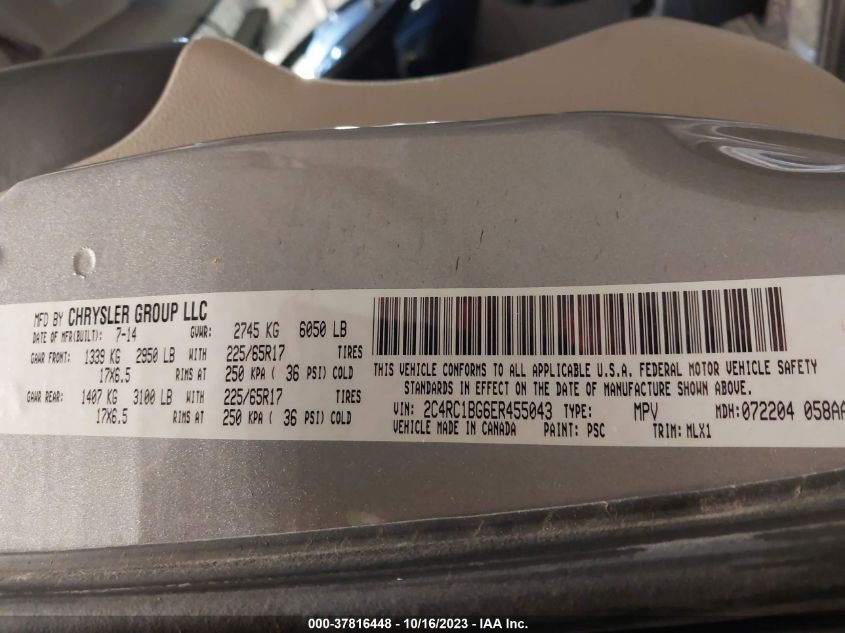 MFD BY CHRYSLER GROUP LLC
DATE OF MFR(BUILT): 7-14 GVWR: 2745 KG 6050 LB
GAWR FRONT: 1339 KG 2950 LB WITH 225/65R17 TIRES
17X6.5 RIMS AT 250 KPA ( 36 PSI) COLD
GAWR REAR: 1407 KG 3100 LB WITH 225/65R17 TIRES
17X6.5 RIMS AT 250 KPA ( 36 PSI) COLD
THIS VEHICLE CONFORMS TO ALL APPLICABLE U.S.A. FEDERAL MOTOR VEHICLE SAFETY
STANDARDS IN EFFECT ON THE DATE OF MANUFACTURE SHOWN ABOVE.
VIN: 2C4RC1BG6ER455043 TYPE: MPV MDH:072204 058AA
VEHICLE MADE IN CANADA PAINT: PSC TRIM: MLX1
000-37816448 - 10/16/2023 - IAA Inc.